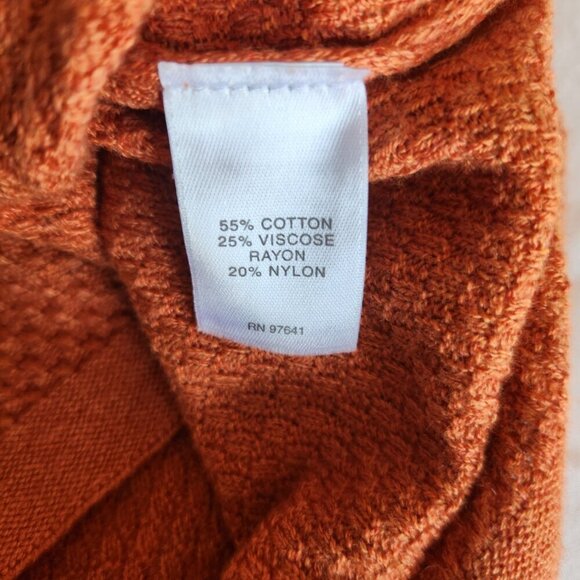 55% COTTON
25% VISCOSE
RAYON
20% NYLON
RN 97641